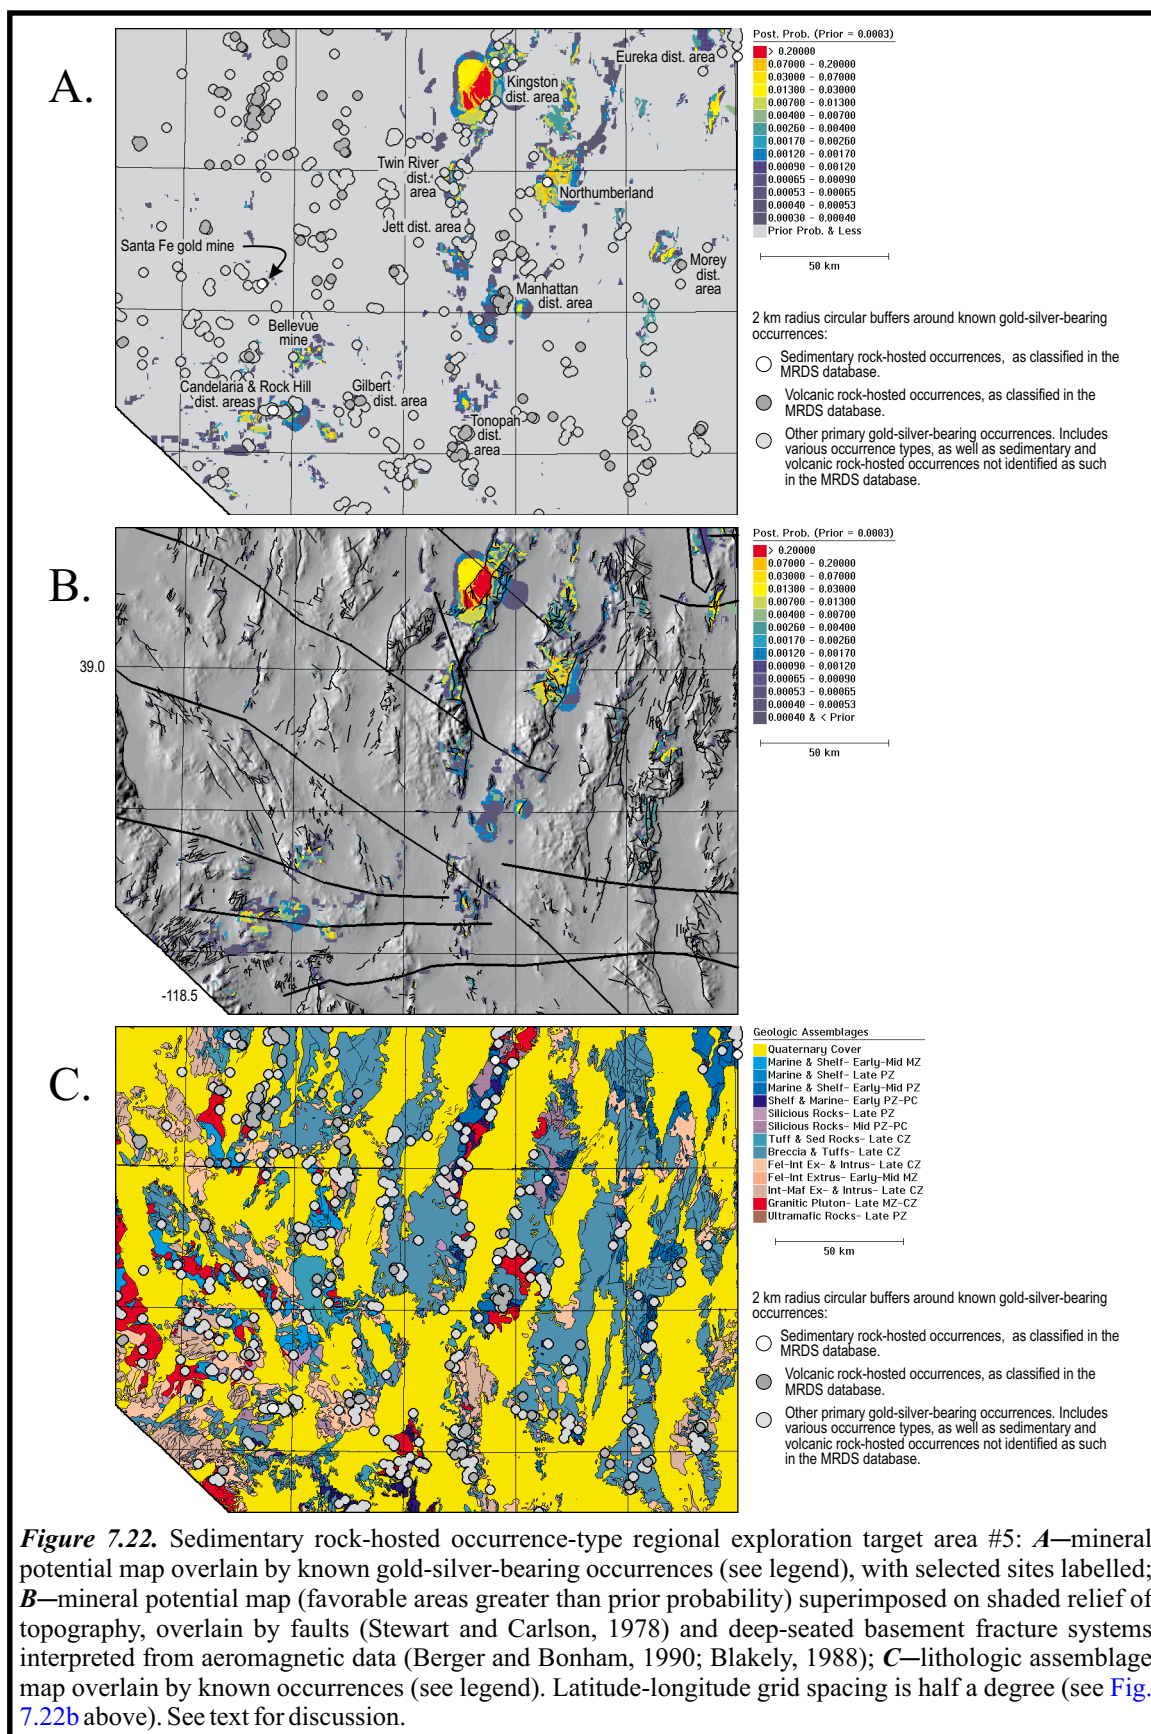 A.
Eureka dist. area
Kingston
dist. area
Twin River
dist.
area
Northumberland
Jett dist. area
Santa Fe gold mine
Morey
dist.
area
Manhattan
dist. area
Bellevue
mine
Candelaria & Rock Hill
dist. areas
Gilbert
dist. area
Tonopah
dist.
area
Post. Prob. (Prior = 0.0003)
> 0.20000
0.07000 - 0.20000
0.03000 - 0.07000
0.01300 - 0.03000
0.00700 - 0.01300
0.00400 - 0.00700
0.00260 - 0.00400
0.00170 - 0.00260
0.00120 - 0.00170
0.00090 - 0.00120
0.00065 - 0.00090
0.00053 - 0.00065
0.00040 - 0.00053
0.00030 - 0.00040
Prior Prob. & Less
50 km
2 km radius circular buffers around known gold-silver-bearing
occurrences:
Sedimentary rock-hosted occurrences, as classified in the
MRDS database.
Volcanic rock-hosted occurrences, as classified in the
MRDS database.
Other primary gold-silver-bearing occurrences. Includes
various occurrence types, as well as sedimentary and
volcanic rock-hosted occurrences not identified as such
in the MRDS database.
B.
39.0
-118.5
Post. Prob. (Prior = 0.0003)
> 0.20000
0.07000 - 0.20000
0.03000 - 0.07000
0.01300 - 0.03000
0.00700 - 0.01300
0.00400 - 0.00700
0.00260 - 0.00400
0.00170 - 0.00260
0.00120 - 0.00170
0.00090 - 0.00120
0.00065 - 0.00090
0.00053 - 0.00065
0.00040 - 0.00053
0.00040 & < Prior
50 km
C.
Geologic Assemblages
Quaternary Cover
Marine & Shelf- Early-Mid MZ
Marine & Shelf- Late PZ
Marine & Shelf- Early-Mid PZ
Shelf & Marine- Early PZ-PC
Silicious Rocks- Late PZ
Silicious Rocks- Mid PZ-PC
Tuff & Sed Rocks- Late CZ
Breccia & Tuffs- Late CZ
Fel-Int Ex- & Intrus- Late CZ
Fel-Int Extrus- Early-Mid MZ
Int-Maf Ex- & Intrus- Late CZ
Granitic Pluton- Late MZ-CZ
Ultramafic Rocks- Late PZ
50 km
2 km radius circular buffers around known gold-silver-bearing
occurrences:
Sedimentary rock-hosted occurrences, as classified in the
MRDS database.
Volcanic rock-hosted occurrences, as classified in the
MRDS database.
Other primary gold-silver-bearing occurrences. Includes
various occurrence types, as well as sedimentary and
volcanic rock-hosted occurrences not identified as such
in the MRDS database.
Figure 7.22. Sedimentary rock-hosted occurrence-type regional exploration target area #5: A—mineral
potential map overlain by known gold-silver-bearing occurrences (see legend), with selected sites labelled;
B—mineral potential map (favorable areas greater than prior probability) superimposed on shaded relief of
topography, overlain by faults (Stewart and Carlson, 1978) and deep-seated basement fracture systems
interpreted from aeromagnetic data (Berger and Bonham, 1990; Blakely, 1988); C—lithologic assemblage
map overlain by known occurrences (see legend). Latitude-longitude grid spacing is half a degree (see Fig.
7.22b above). See text for discussion.